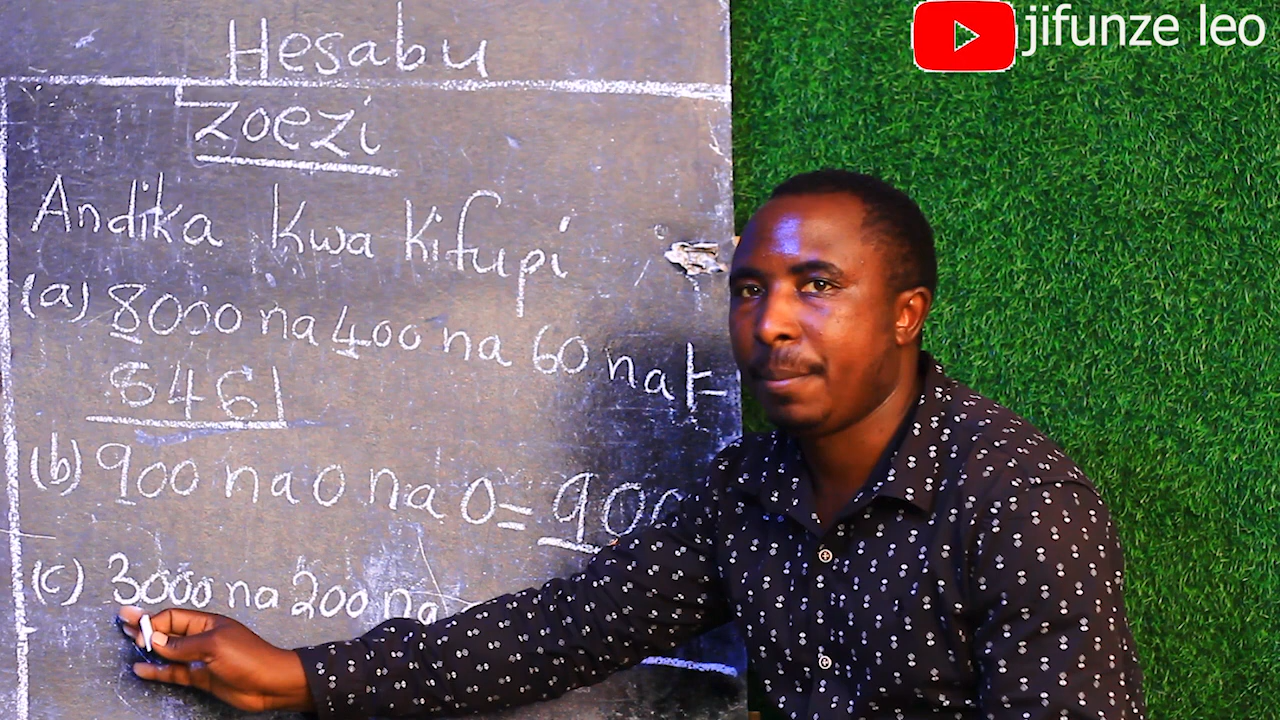 jifunze leo
Hesabu
Zoezi
Andika kwa kifupi
(a) 8000 na 400 na 60 na 1=
8461
(b) 900 na 0 na 0= 900
(c) 3000 na 200 na